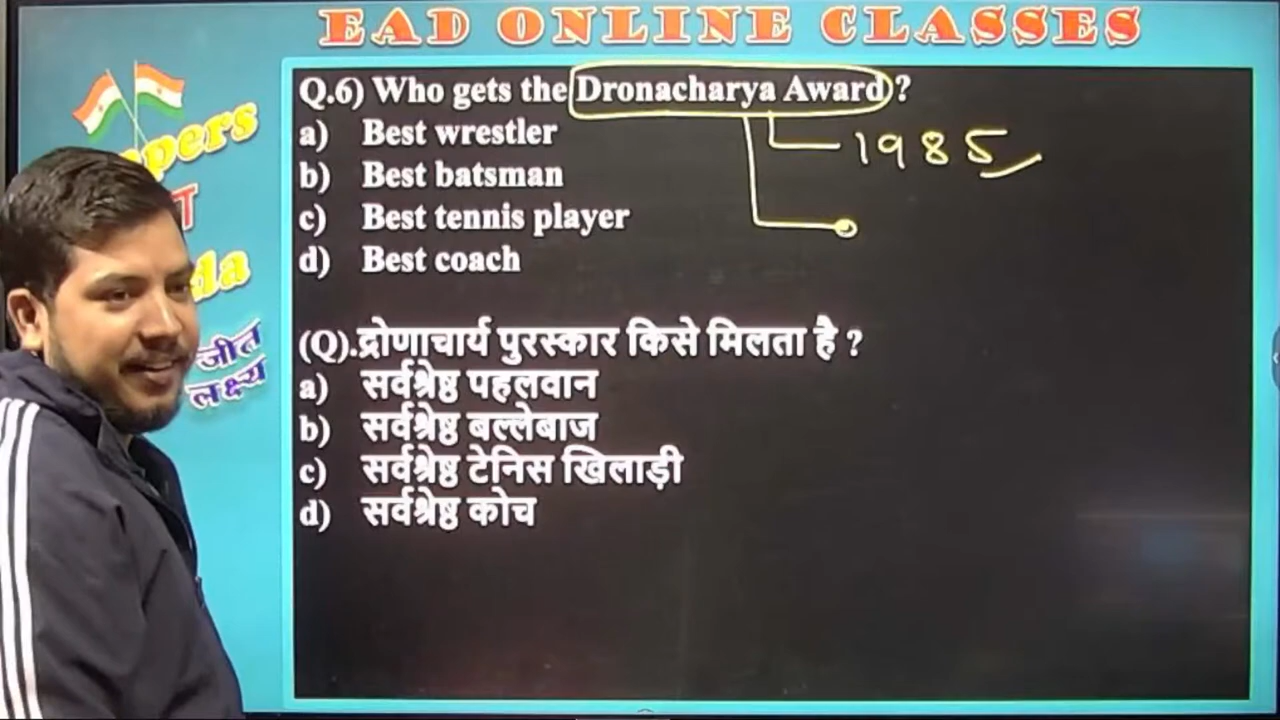 EAD ONLINE CLASSES
Q.6) Who gets the Dronacharya Award ?
1985
a) Best wrestler
b) Best batsman
c) Best tennis player
d) Best coach
(Q).द्रोणाचार्य पुरस्कार किसे मिलता है ?
a) सर्वश्रेष्ठ पहलवान
b) सर्वश्रेष्ठ बल्लेबाज
c) सर्वश्रेष्ठ टेनिस खिलाड़ी
d) सर्वश्रेष्ठ कोच
जीत
लक्ष्य